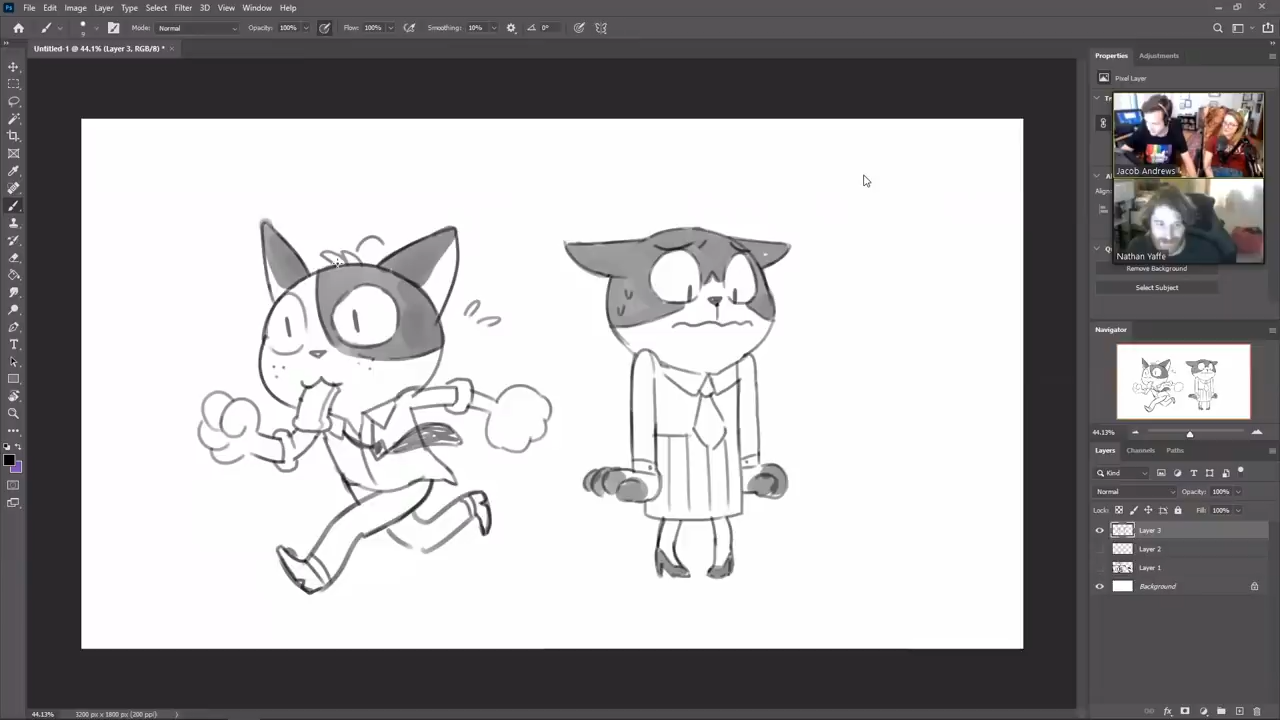 Ps File Edit Image Layer Type Select Filter 3D View Window Help
Mode: Normal Opacity: 100% Flow: 100% Smoothing: 10% 0°
Untitled-1 @ 44.1% (Layer 3, RGB/8) * ×
Properties Adjustments
Pixel Layer
Jacob Andrews
Nathan Yaffe
Remove Background
Select Subject
Navigator
44.13%
Layers Channels Paths
Kind
Normal Opacity: 100%
Lock: Fill: 100%
Layer 3
Layer 2
Layer 1
Background
44.13% 3200 px x 1800 px (200 ppi)